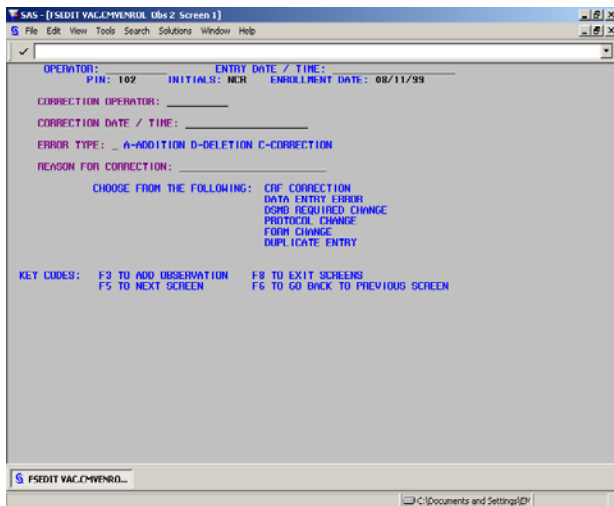 SAS - [FSEDIT VAC.CMVENROL Obs 2 Screen 1]
File Edit View Tools Search Solutions Window Help
OPERATOR: ENTRY DATE / TIME:
PIN: 102 INITIALS: NCR ENROLLMENT DATE: 08/11/99
CORRECTION OPERATOR:
CORRECTION DATE / TIME:
ERROR TYPE: _ A-ADDITION D-DELETION C-CORRECTION
REASON FOR CORRECTION:
CHOOSE FROM THE FOLLOWING: CRF CORRECTION
DATA ENTRY ERROR
DSMB REQUIRED CHANGE
PROTOCOL CHANGE
FORM CHANGE
DUPLICATE ENTRY
KEY CODES: F3 TO ADD OBSERVATION F8 TO EXIT SCREENS
F5 TO NEXT SCREEN F6 TO GO BACK TO PREVIOUS SCREEN
FSEDIT VAC.CMVENRO...
C:\Documents and Settings\EM